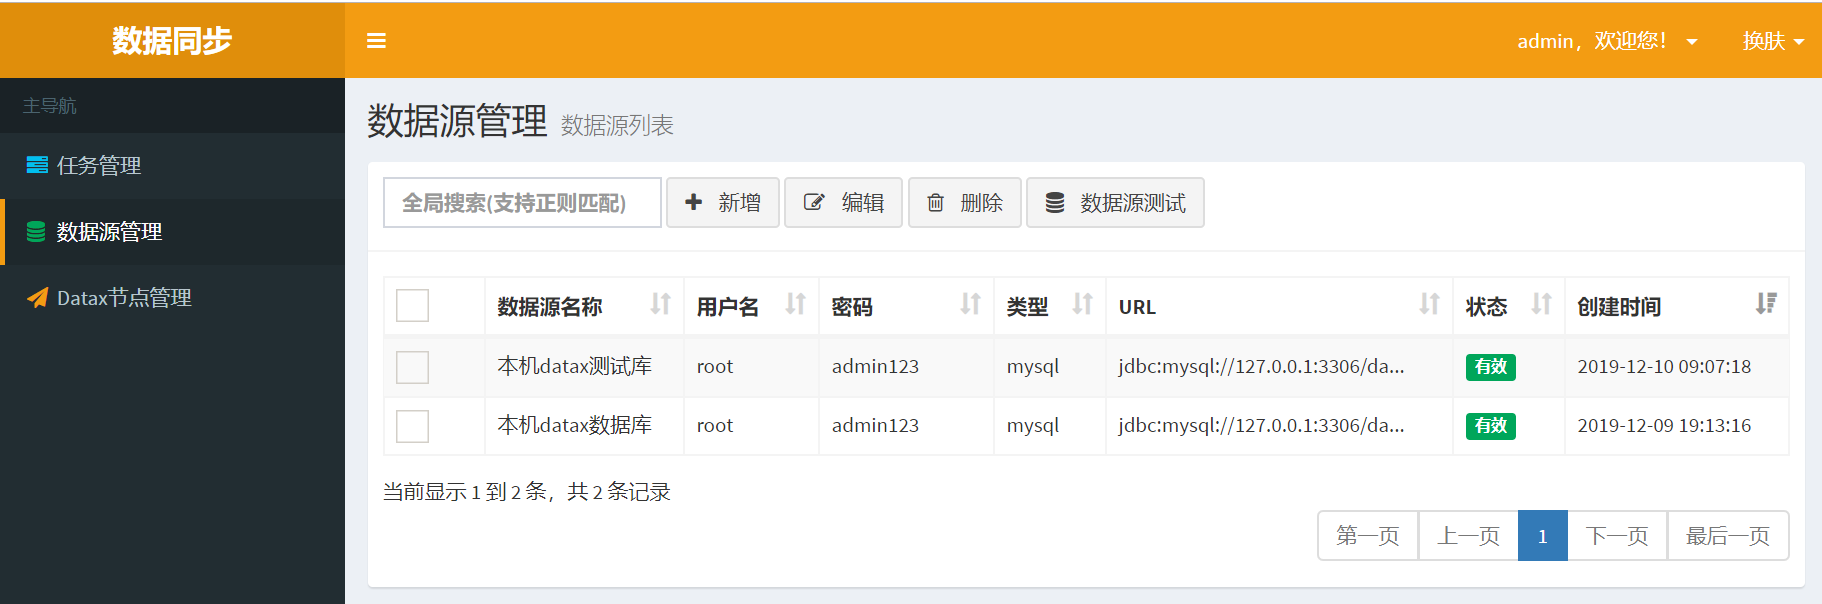 数据同步
admin，欢迎您！ 换肤
主导航
任务管理
数据源管理
Datax节点管理
数据源管理 数据源列表
全局搜索(支持正则匹配) 新增 编辑 删除 数据源测试
数据源名称 用户名 密码 类型 URL 状态 创建时间
本机datax测试库 root admin123 mysql jdbc:mysql://127.0.0.1:3306/da... 有效 2019-12-10 09:07:18
本机datax数据库 root admin123 mysql jdbc:mysql://127.0.0.1:3306/da... 有效 2019-12-09 19:13:16
当前显示 1 到 2 条，共 2 条记录
第一页 上一页 1 下一页 最后一页